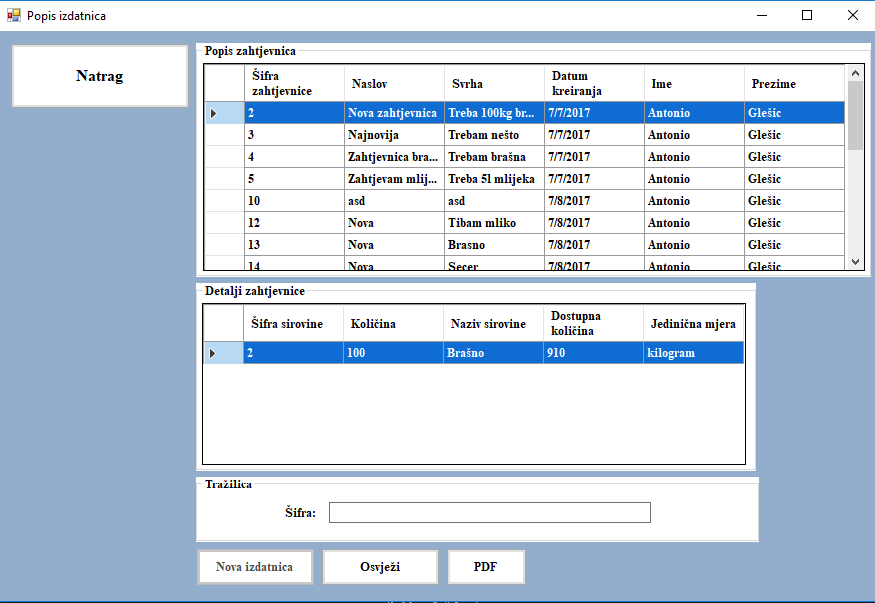 Popis izdatnica
Natrag
Popis zahtjevnica
Šifra zahtjevnice Naslov Svrha Datum kreiranja Ime Prezime
2 Nova zahtjevnica Treba 100kg br... 7/7/2017 Antonio Glešic
3 Najnovija Trebam nešto 7/7/2017 Antonio Glešic
4 Zahtjevnica bra... Trebam brašna 7/7/2017 Antonio Glešic
5 Zahtjevam mlij... Treba 5l mlijeka 7/7/2017 Antonio Glešic
10 asd asd 7/8/2017 Antonio Glešic
12 Nova Tibam mliko 7/8/2017 Antonio Glešic
13 Nova Brasno 7/8/2017 Antonio Glešic
14 Nova Secer 7/8/2017 Antonio Glešic
Detalji zahtjevnice
Šifra sirovine Količina Naziv sirovine Dostupna količina Jedinična mjera
2 100 Brašno 910 kilogram
Tražilica
Šifra:
Nova izdatnica Osvježi PDF